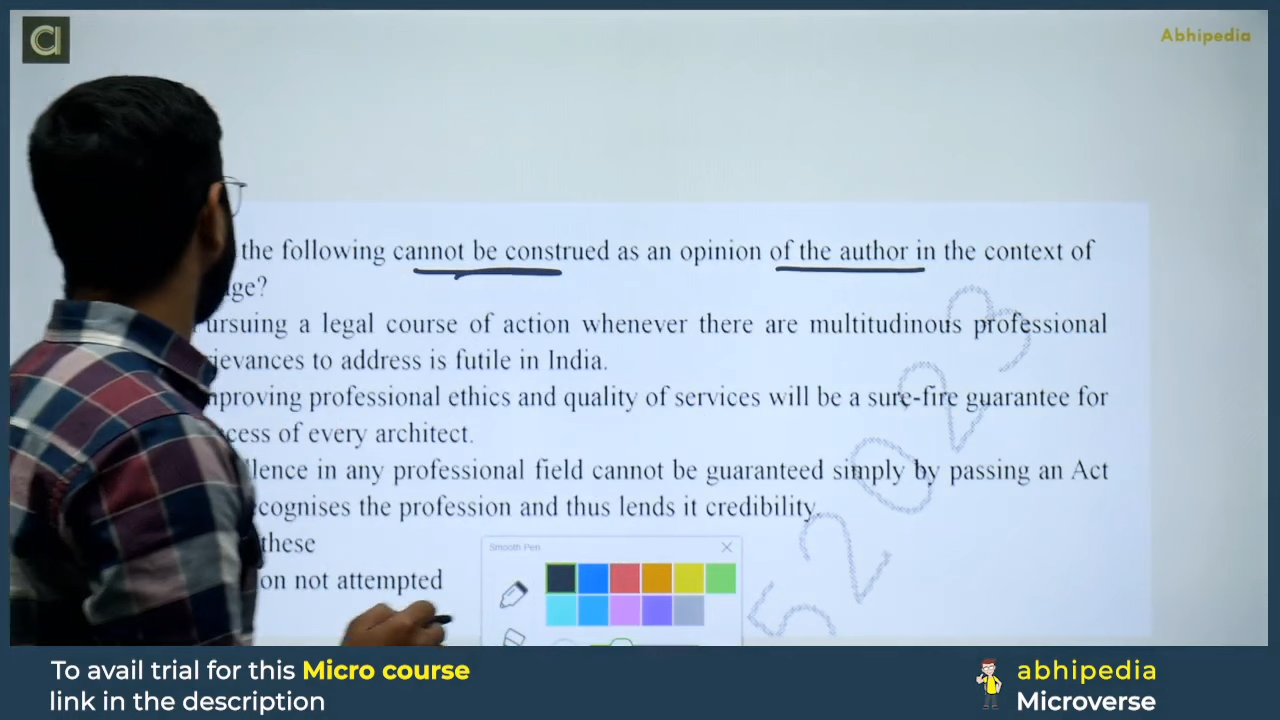 Abhipedia
the following cannot be construed as an opinion of the author in the context of
ge?
ursuing a legal course of action whenever there are multitudinous professional
ievances to address is futile in India.
proving professional ethics and quality of services will be a sure-fire guarantee for
cess of every architect.
llence in any professional field cannot be guaranteed simply by passing an Act
ecognises the profession and thus lends it credibility.
these
on not attempted
52023
Smooth Pen
To avail trial for this Micro course
link in the description
abhipedia
Microverse